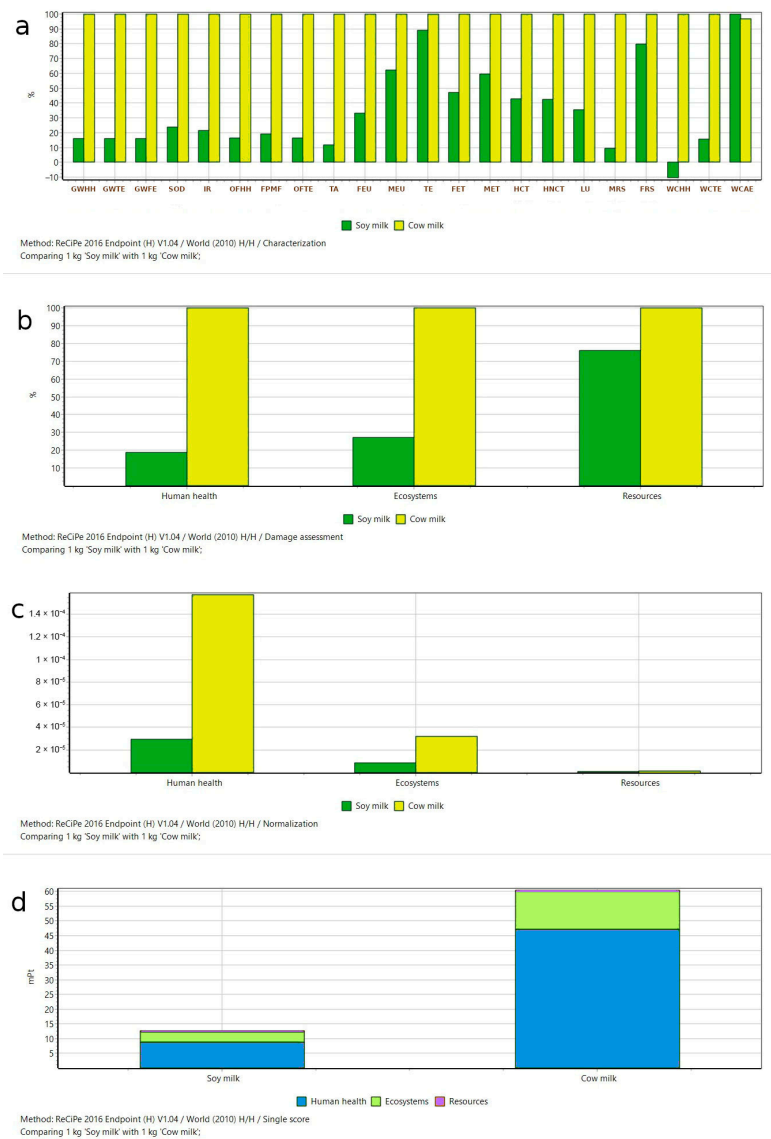 a
100
90
80
70
60
50
40
30
20
10
0
−10
%
GWHH GWTE GWFE SOD IR OFHH FPMF OFTE TA FEU MEU TE FET MET HCT HNCT LU MRS FRS WCHH WCTE WCAE
Soy milk Cow milk
Method: ReCiPe 2016 Endpoint (H) V1.04 / World (2010) H/H / Characterization
Comparing 1 kg 'Soy milk' with 1 kg 'Cow milk';
b
100
90
80
70
60
50
40
30
20
10
%
Human health Ecosystems Resources
Soy milk Cow milk
Method: ReCiPe 2016 Endpoint (H) V1.04 / World (2010) H/H / Damage assessment
Comparing 1 kg 'Soy milk' with 1 kg 'Cow milk';
c
1.4 × 10⁻⁴
1.2 × 10⁻⁴
1 × 10⁻⁴
8 × 10⁻⁵
6 × 10⁻⁵
4 × 10⁻⁵
2 × 10⁻⁵
Human health Ecosystems Resources
Soy milk Cow milk
Method: ReCiPe 2016 Endpoint (H) V1.04 / World (2010) H/H / Normalization
Comparing 1 kg 'Soy milk' with 1 kg 'Cow milk';
d
60
55
50
45
40
35
30
25
20
15
10
5
mPt
Soy milk Cow milk
Human health Ecosystems Resources
Method: ReCiPe 2016 Endpoint (H) V1.04 / World (2010) H/H / Single score
Comparing 1 kg 'Soy milk' with 1 kg 'Cow milk';